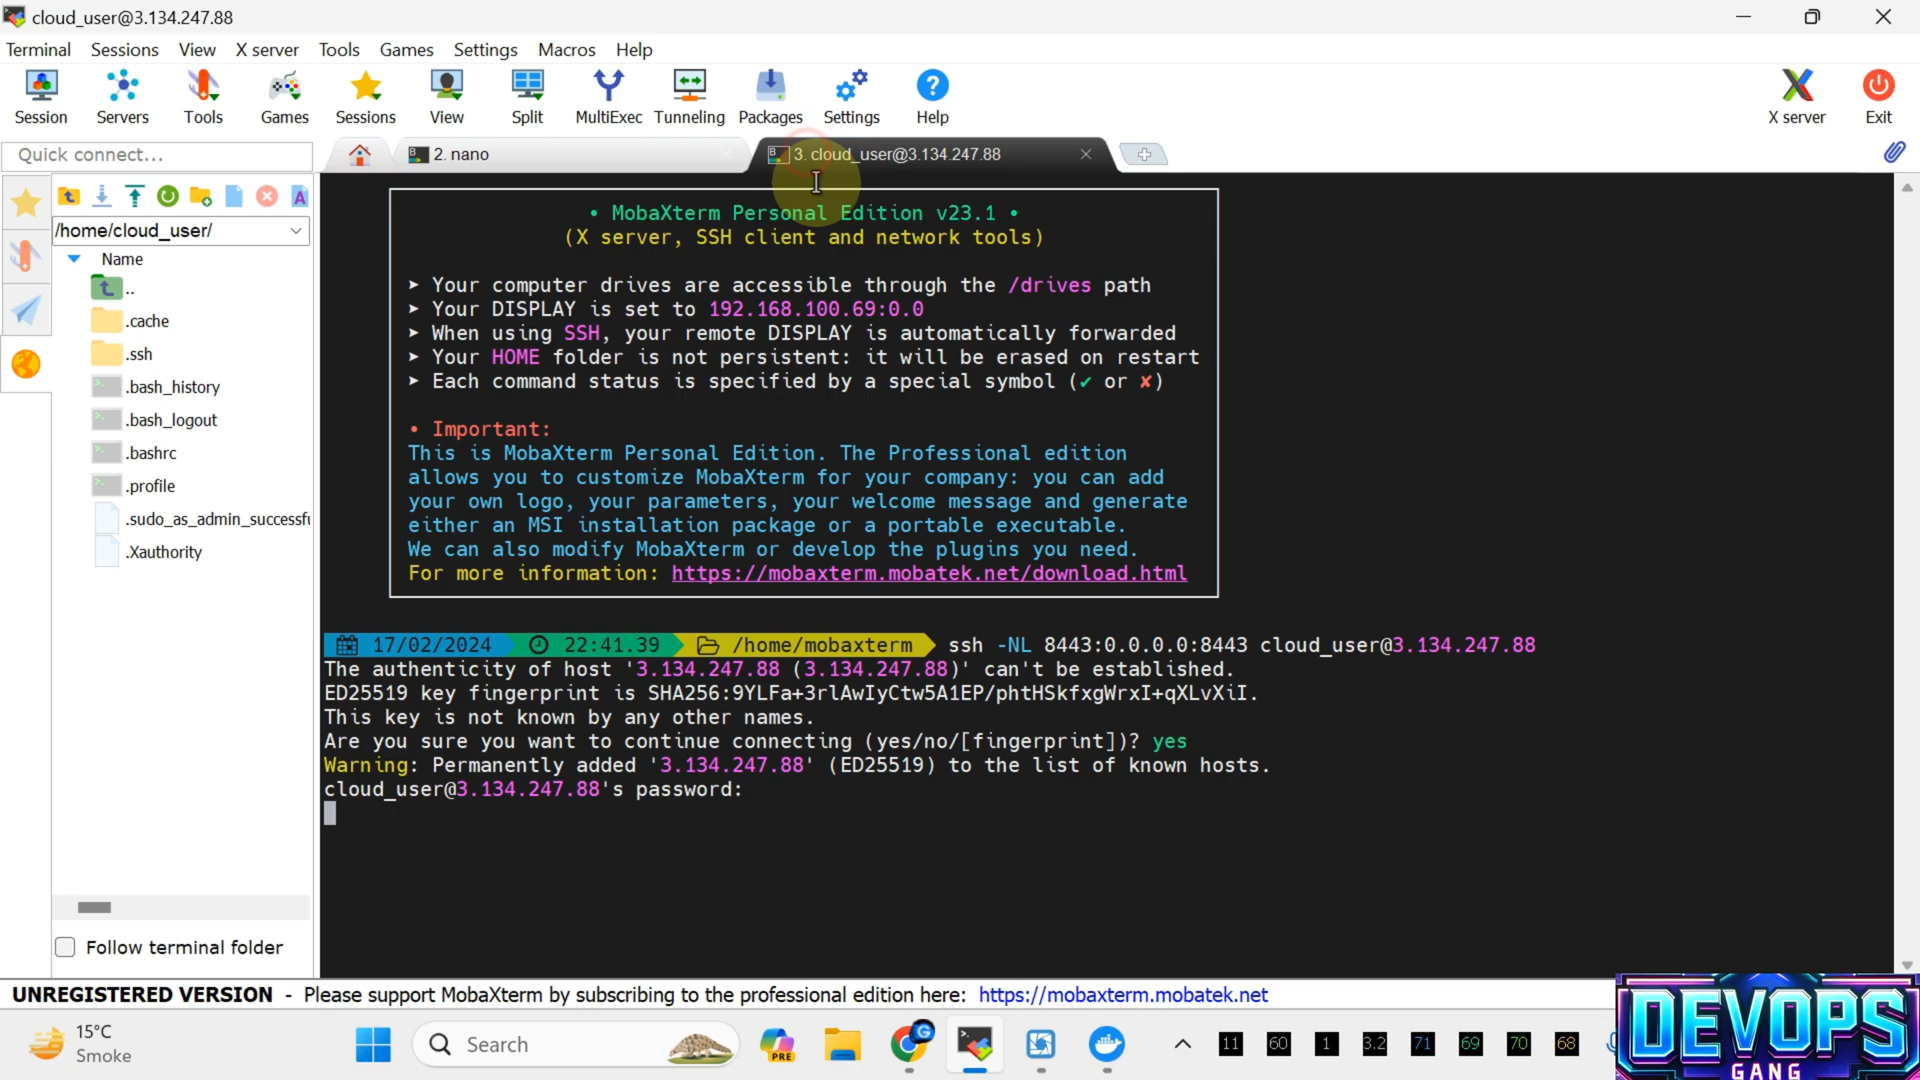 cloud_user@3.134.247.88
Terminal Sessions View X server Tools Games Settings Macros Help
Session Servers Tools Games Sessions View Split MultiExec Tunneling Packages Settings Help X server Exit
Quick connect...
2. nano
3. cloud_user@3.134.247.88
/home/cloud_user/
Name
..
.cache
.ssh
.bash_history
.bash_logout
.bashrc
.profile
.sudo_as_admin_successfu
.Xauthority
Follow terminal folder
• MobaXterm Personal Edition v23.1 •
(X server, SSH client and network tools)
➤ Your computer drives are accessible through the /drives path
➤ Your DISPLAY is set to 192.168.100.69:0.0
➤ When using SSH, your remote DISPLAY is automatically forwarded
➤ Your HOME folder is not persistent: it will be erased on restart
➤ Each command status is specified by a special symbol (✔ or ✘)
• Important:
This is MobaXterm Personal Edition. The Professional edition
allows you to customize MobaXterm for your company: you can add
your own logo, your parameters, your welcome message and generate
either an MSI installation package or a portable executable.
We can also modify MobaXterm or develop the plugins you need.
For more information: https://mobaxterm.mobatek.net/download.html
17/02/2024 22:41.39 /home/mobaxterm ssh -NL 8443:0.0.0.0:8443 cloud_user@3.134.247.88
The authenticity of host '3.134.247.88 (3.134.247.88)' can't be established.
ED25519 key fingerprint is SHA256:9YLFa+3rlAwIyCtw5A1EP/phtHSkfxgWrxI+qXLvXiI.
This key is not known by any other names.
Are you sure you want to continue connecting (yes/no/[fingerprint])? yes
Warning: Permanently added '3.134.247.88' (ED25519) to the list of known hosts.
cloud_user@3.134.247.88's password:
UNREGISTERED VERSION - Please support MobaXterm by subscribing to the professional edition here: https://mobaxterm.mobatek.net
15°C
Smoke
Search
PRE
G
11 60 1 3.2 71 69 70 68
DEVOPS
GANG